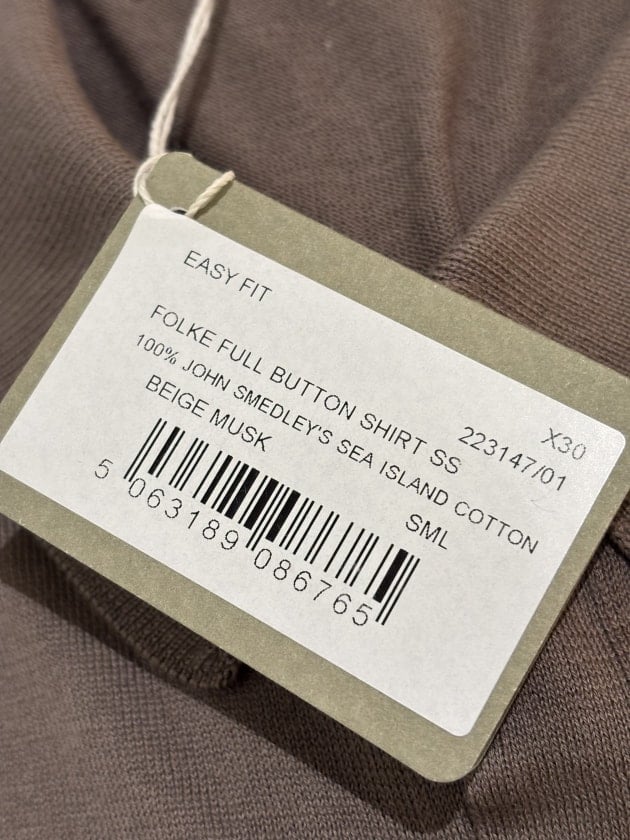 EASY FIT
X30
FOLKE FULL BUTTON SHIRT SS 223147/01
100% JOHN SMEDLEY'S SEA ISLAND COTTON
BEIGE MUSK SML
5 063189 086765